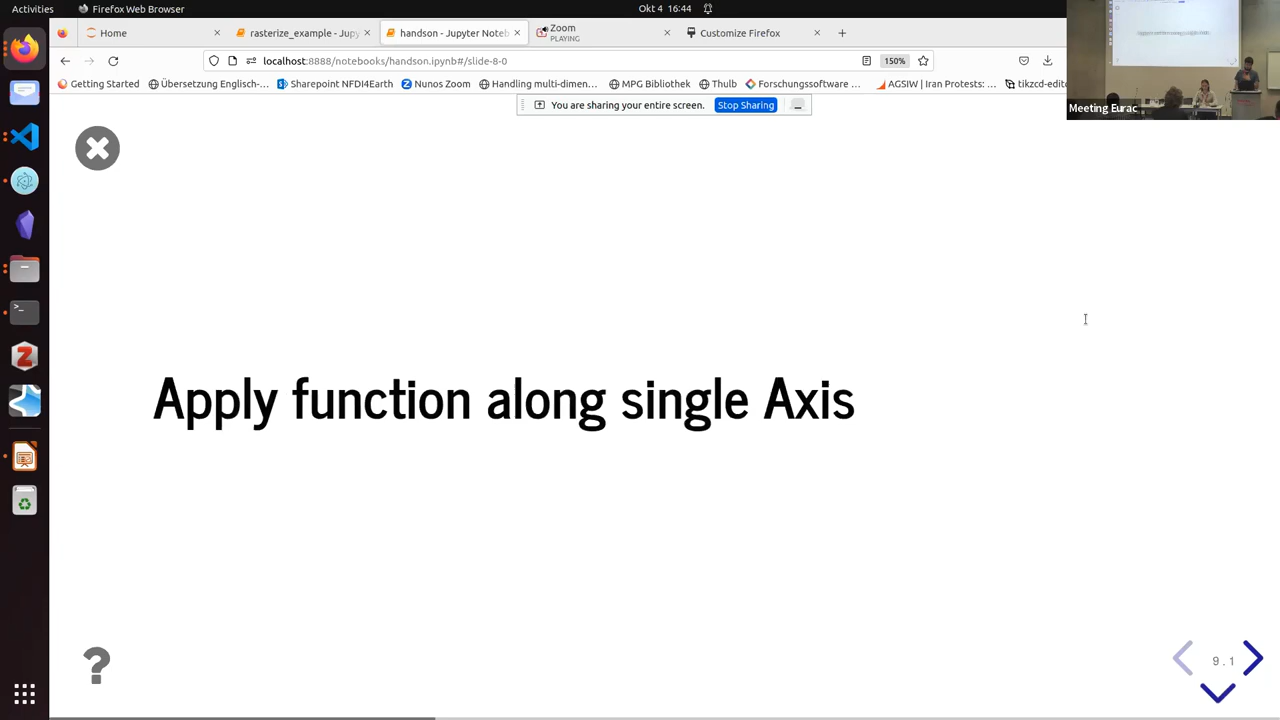 Activities
Firefox Web Browser
Okt 4 16:44
Home
rasterize_example - Jupy
handson - Jupyter Noteb
Zoom
PLAYING
Customize Firefox
localhost:8888/notebooks/handson.ipynb#/slide-8-0
150%
Getting Started
Übersetzung Englisch-…
Sharepoint NFDI4Earth
Nunos Zoom
Handling multi-dimen…
MPG Bibliothek
Thulb
Forschungssoftware …
AGSIW | Iran Protests: …
tikzcd-edito
You are sharing your entire screen.
Stop Sharing
Meeting Eurac
Apply function along single Axis
9.1